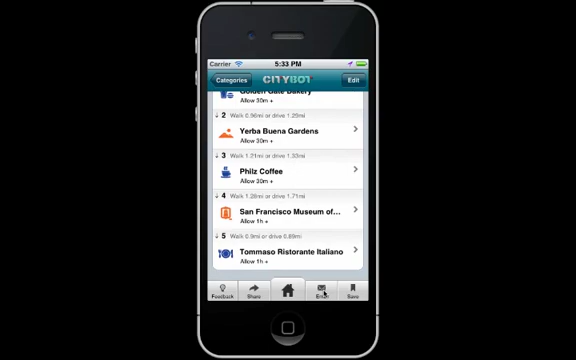 Carrier 5:33 PM
Categories CITYBOT Edit
Golden Gate Bakery
Allow 30m +
2 Walk 0.96mi or drive 1.29mi
Yerba Buena Gardens
Allow 30m +
3 Walk 1.21mi or drive 1.33mi
Philz Coffee
Allow 30m +
4 Walk 1.28mi or drive 1.71mi
San Francisco Museum of...
Allow 1h +
5 Walk 0.9mi or drive 0.89mi
Tommaso Ristorante Italiano
Allow 1h +
Feedback Share Email Save